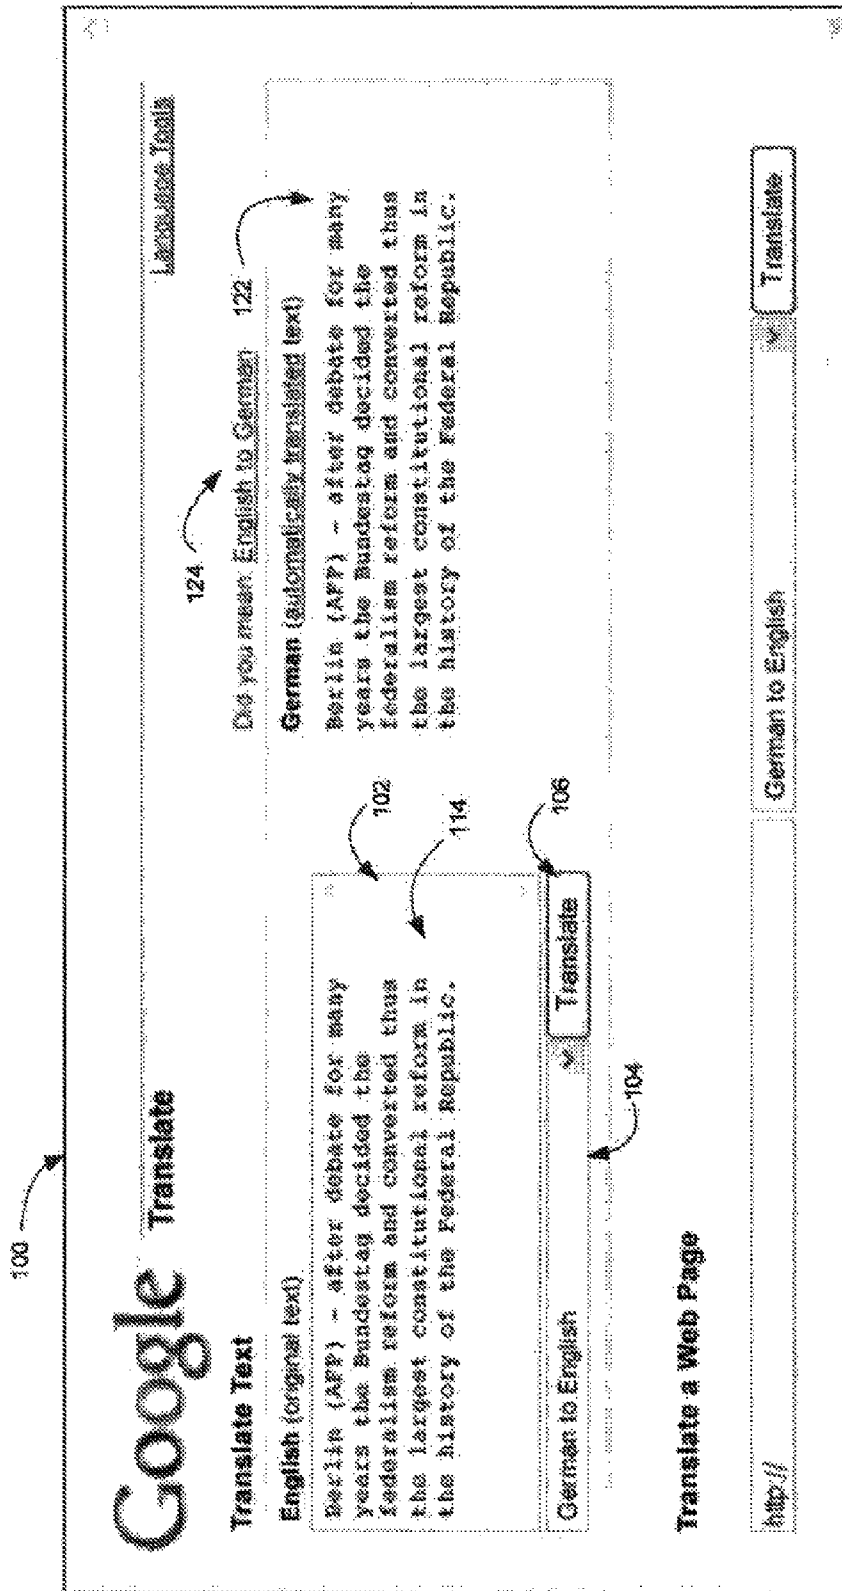 100
Google Translate
Language Tools
Translate Text
124
Did you mean: English to German
122
English (original text)
German (automatically translated text)
Berlin (AFP) - after debate for many
years the Bundestag decided the
federalism reform and converted thus
the largest constitutional reform in
the history of the Federal Republic.
102
114
Berlin (AFP) - after debate for many
years the Bundestag decided the
federalism reform and converted thus
the largest constitutional reform in
the history of the Federal Republic.
German to English
Translate
106
104
Translate a Web Page
http://
German to English
Translate